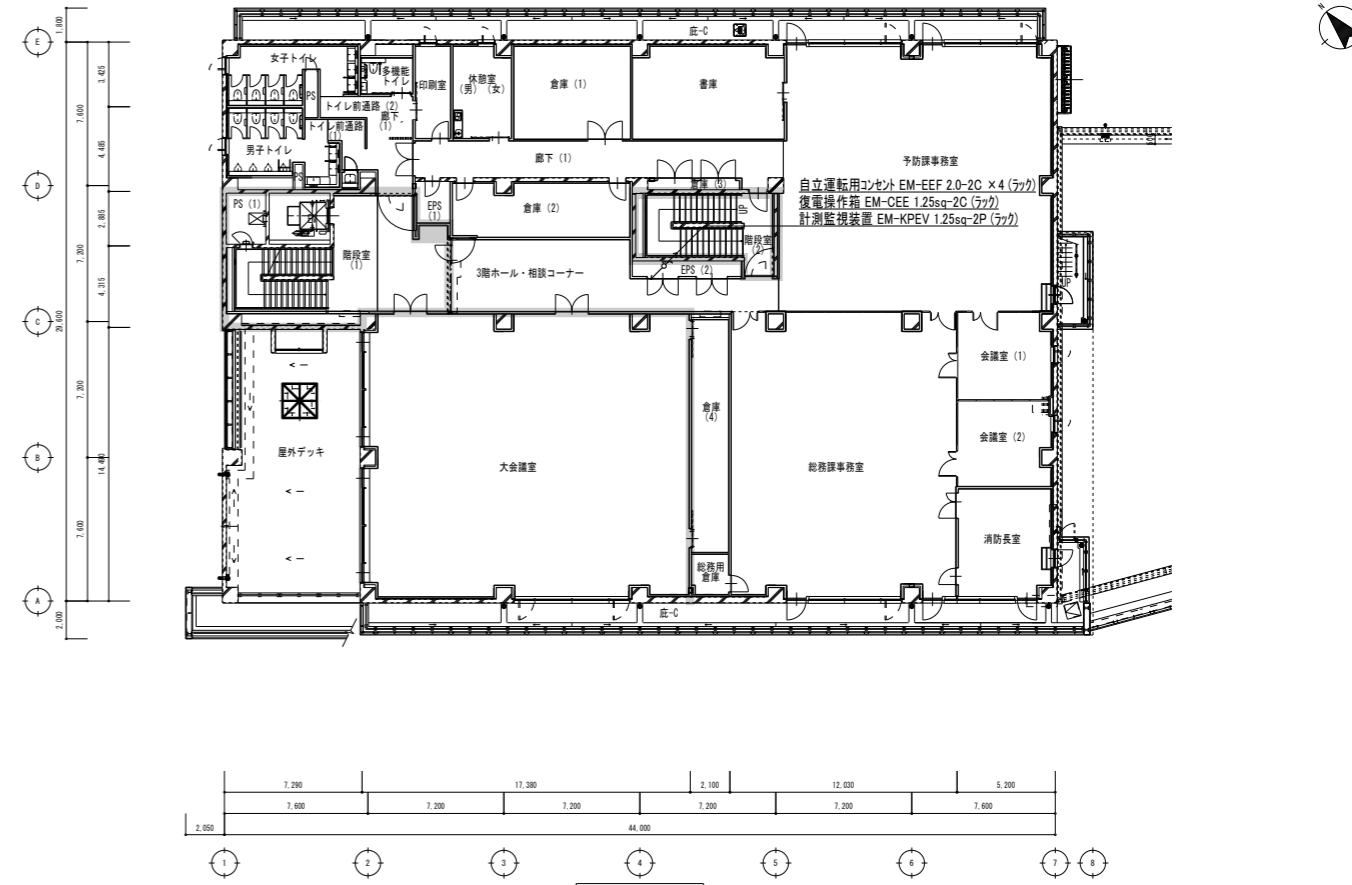 N
庇-C
E
1,800
女子トイレ
多機能
トイレ
印刷室
休憩室
(男) (女)
倉庫 (1)
書庫
PS
トイレ前通路 (2)
廊下
(1)
トイレ前通路
(1)
男子トイレ
PS
廊下 (1)
予防課事務室
3,425
7,600
4,485
D
倉庫 (3)
自立運転用コンセント EM-EEF 2.0-2C ×4 (ラック)
復電操作箱 EM-CEE 1.25sq-2C (ラック)
計測監視装置 EM-KPEV 1.25sq-2P (ラック)
PS (1)
EPS
(1)
倉庫 (2)
UP
階段室
(1)
階段室
(2)
3階ホール・相談コーナー
EPS (2)
UP
2,885
7,200
4,315
C
29,600
会議室 (1)
倉庫
(4)
会議室 (2)
屋外デッキ
大会議室
総務課事務室
7,200
B
14,480
7,600
消防長室
総務用
倉庫
A
庇-C
2,000
7,290
17,380
2,100
12,030
5,200
7,600
7,200
7,200
7,200
7,200
7,600
2,050
44,000
1
2
3
4
5
6
7
8